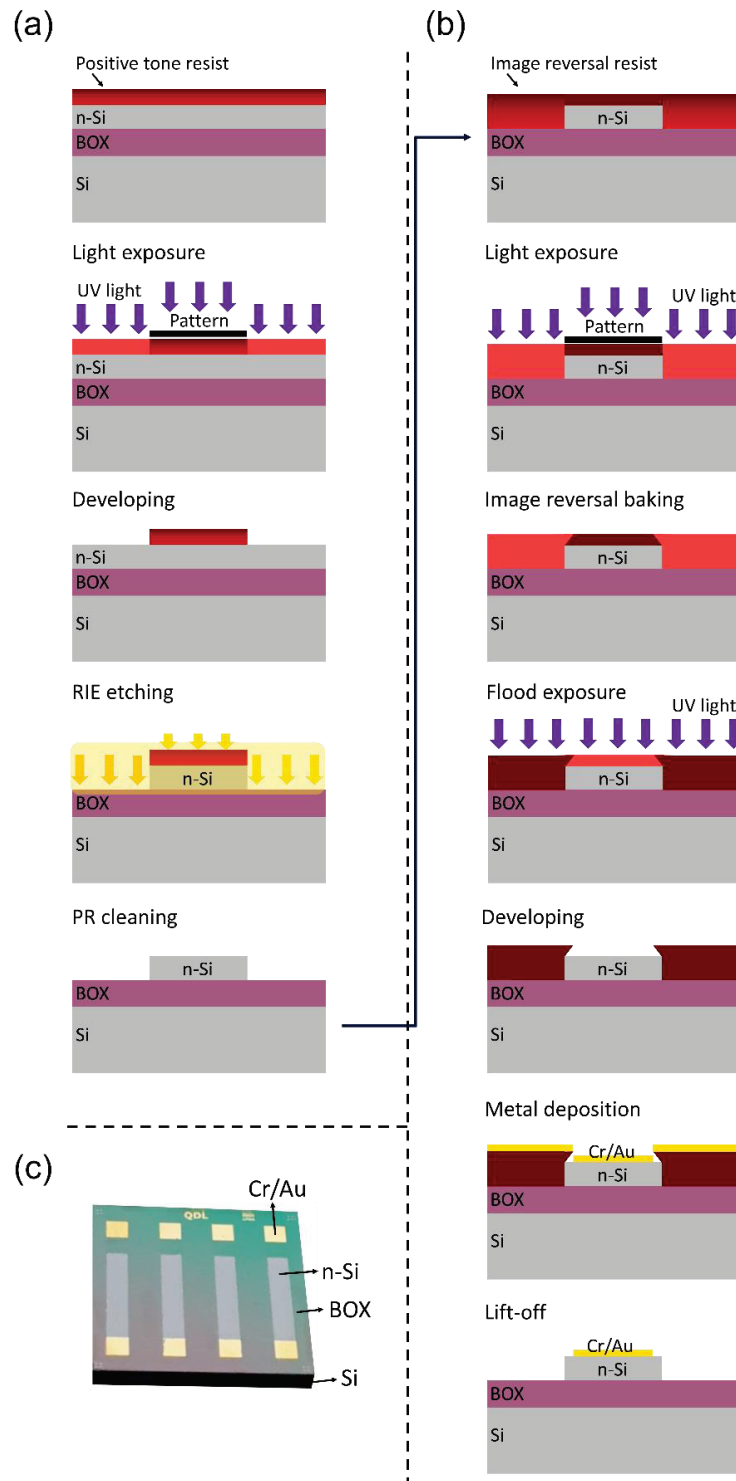 (a)
Positive tone resist
n-Si
BOX
Si
Light exposure
UV light
Pattern
n-Si
BOX
Si
Developing
n-Si
BOX
Si
RIE etching
n-Si
BOX
Si
PR cleaning
n-Si
BOX
Si
(b)
Image reversal resist
n-Si
BOX
Si
Light exposure
UV light
Pattern
n-Si
BOX
Si
Image reversal baking
n-Si
BOX
Si
Flood exposure
UV light
n-Si
BOX
Si
Developing
n-Si
BOX
Si
Metal deposition
Cr/Au
n-Si
BOX
Si
Lift-off
Cr/Au
n-Si
BOX
Si
(c)
Cr/Au
QDL
n-Si
BOX
Si